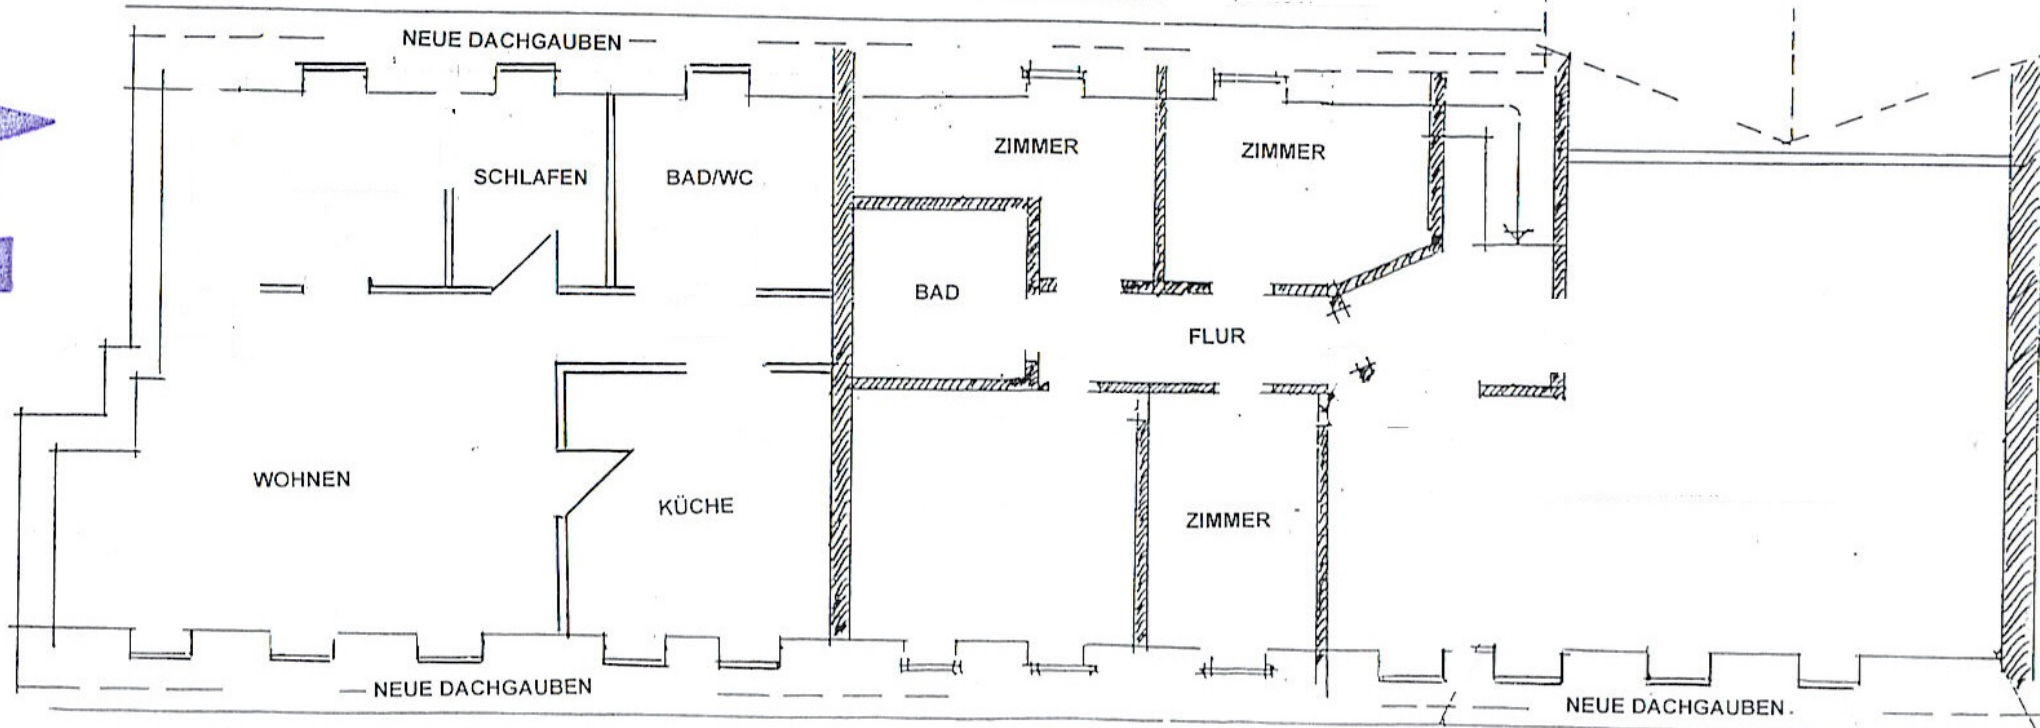 NEUE DACHGAUBEN
ZIMMER
ZIMMER
SCHLAFEN
BAD/WC
BAD
FLUR
WOHNEN
KÜCHE
ZIMMER
NEUE DACHGAUBEN
NEUE DACHGAUBEN